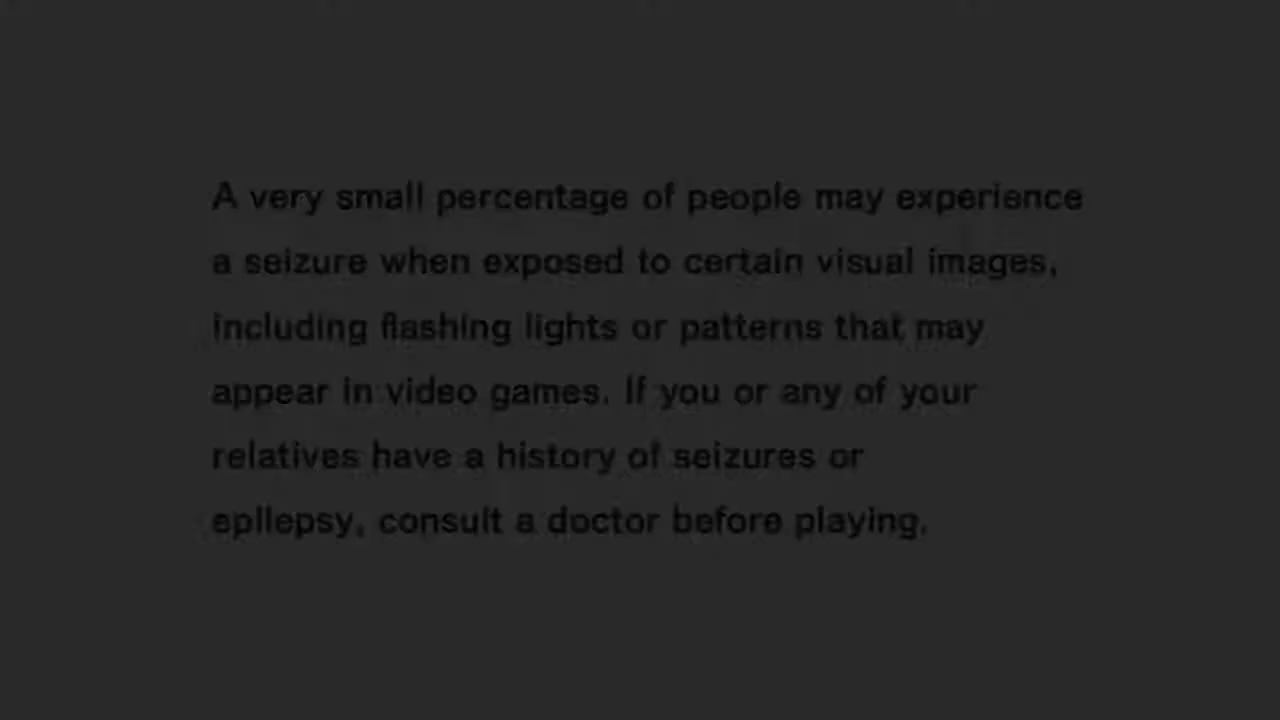 A very small percentage of people may experience
a seizure when exposed to certain visual images,
including flashing lights or patterns that may
appear in video games. If you or any of your
relatives have a history of seizures or
epilepsy, consult a doctor before playing.